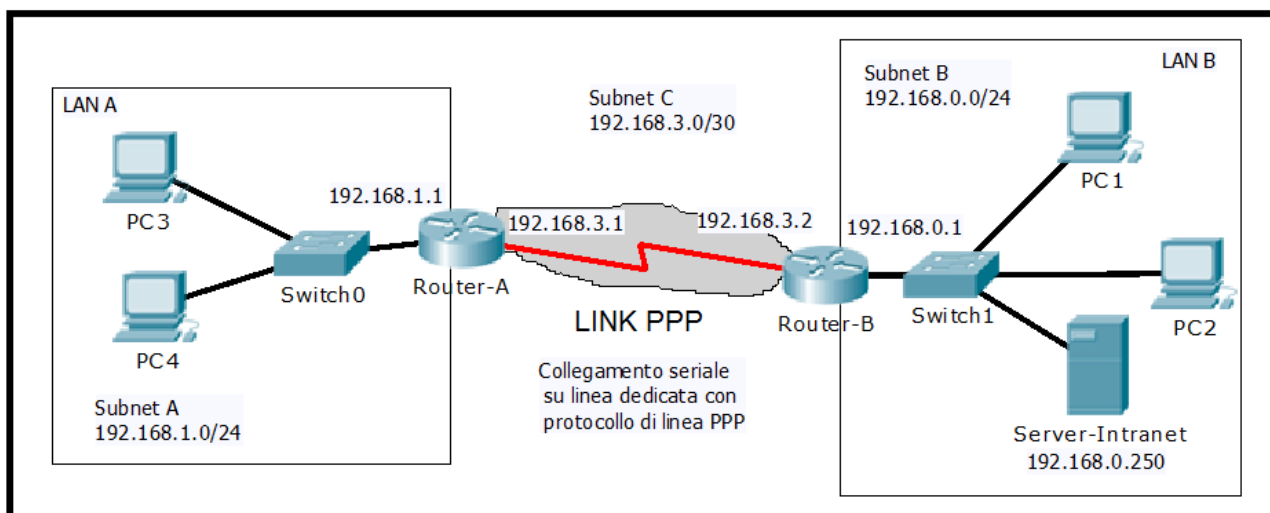 LAN A
PC3
PC4
Subnet A
192.168.1.0/24
Switch0
192.168.1.1
Router-A
Subnet C
192.168.3.0/30
192.168.3.1
192.168.3.2
LINK PPP
Collegamento seriale
su linea dedicata con
protocollo di linea PPP
Router-B
192.168.0.1
Subnet B
192.168.0.0/24
LAN B
Switch1
PC1
PC2
Server-Intranet
192.168.0.250